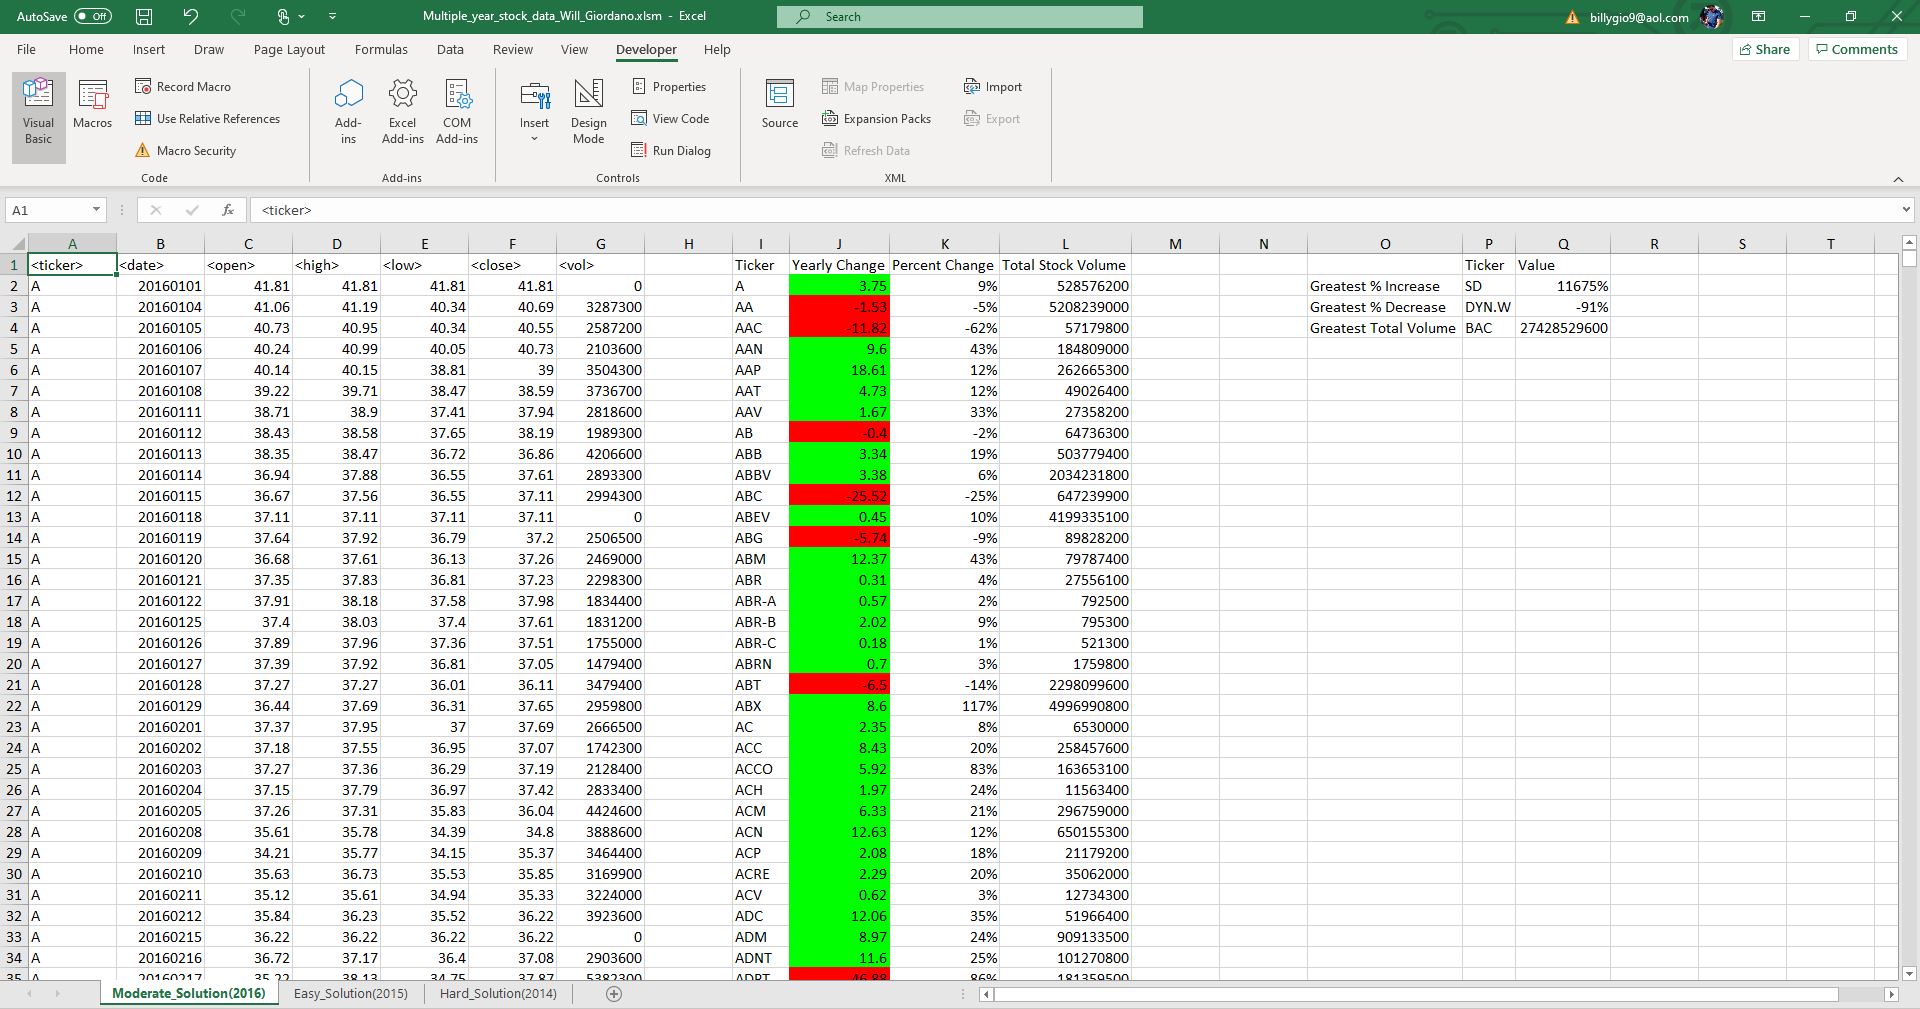 AutoSave Off Multiple_year_stock_data_Will_Giordano.xlsm - Excel Search billygio9@aol.com
File Home Insert Draw Page Layout Formulas Data Review View Developer Help Share Comments
Visual Basic
Macros
Record Macro
Use Relative References
Macro Security
Code
Add-ins
Excel Add-ins
COM Add-ins
Add-ins
Insert
Design Mode
Properties
View Code
Run Dialog
Controls
Source
Map Properties
Expansion Packs
Refresh Data
Import
Export
XML
A1 fx <ticker>
A B C D E F G H I J K L M N O P Q R S T
1 <ticker> <date> <open> <high> <low> <close> <vol> Ticker Yearly Change Percent Change Total Stock Volume Ticker Value
2 A 20160101 41.81 41.81 41.81 41.81 0 A 3.75 9% 528576200 Greatest % Increase SD 11675%
3 A 20160104 41.06 41.19 40.34 40.69 3287300 AA -1.53 -5% 5208239000 Greatest % Decrease DYN.W -91%
4 A 20160105 40.73 40.95 40.34 40.55 2587200 AAC -11.82 -62% 57179800 Greatest Total Volume BAC 27428529600
5 A 20160106 40.24 40.99 40.05 40.73 2103600 AAN 9.6 43% 184809000
6 A 20160107 40.14 40.15 38.81 39 3504300 AAP 18.61 12% 262665300
7 A 20160108 39.22 39.71 38.47 38.59 3736700 AAT 4.73 12% 49026400
8 A 20160111 38.71 38.9 37.41 37.94 2818600 AAV 1.67 33% 27358200
9 A 20160112 38.43 38.58 37.65 38.19 1989300 AB -0.4 -2% 64736300
10 A 20160113 38.35 38.47 36.72 36.86 4206600 ABB 3.34 19% 503779400
11 A 20160114 36.94 37.88 36.55 37.61 2893300 ABBV 3.38 6% 2034231800
12 A 20160115 36.67 37.56 36.55 37.11 2994300 ABC -25.52 -25% 647239900
13 A 20160118 37.11 37.11 37.11 37.11 0 ABEV 0.45 10% 4199335100
14 A 20160119 37.64 37.92 36.79 37.2 2506500 ABG -5.74 -9% 89828200
15 A 20160120 36.68 37.61 36.13 37.26 2469000 ABM 12.37 43% 79787400
16 A 20160121 37.35 37.83 36.81 37.23 2298300 ABR 0.31 4% 27556100
17 A 20160122 37.91 38.18 37.58 37.98 1834400 ABR-A 0.57 2% 792500
18 A 20160125 37.4 38.03 37.4 37.61 1831200 ABR-B 2.02 9% 795300
19 A 20160126 37.89 37.96 37.36 37.51 1755000 ABR-C 0.18 1% 521300
20 A 20160127 37.39 37.92 36.81 37.05 1479400 ABRN 0.7 3% 1759800
21 A 20160128 37.27 37.27 36.01 36.11 3479400 ABT -6.5 -14% 2298099600
22 A 20160129 36.44 37.69 36.31 37.65 2959800 ABX 8.6 117% 4996990800
23 A 20160201 37.37 37.95 37 37.69 2666500 AC 2.35 8% 6530000
24 A 20160202 37.18 37.55 36.95 37.07 1742300 ACC 8.43 20% 258457600
25 A 20160203 37.27 37.36 36.29 37.19 2128400 ACCO 5.92 83% 163653100
26 A 20160204 37.15 37.79 36.97 37.42 2833400 ACH 1.97 24% 11563400
27 A 20160205 37.26 37.31 35.83 36.04 4424600 ACM 6.33 21% 296759000
28 A 20160208 35.61 35.78 34.39 34.8 3888600 ACN 12.63 12% 650155300
29 A 20160209 34.21 35.77 34.15 35.37 3464400 ACP 2.08 18% 21179200
30 A 20160210 35.63 36.73 35.53 35.85 3169900 ACRE 2.29 20% 35062000
31 A 20160211 35.12 35.61 34.94 35.33 3224000 ACV 0.62 3% 12734300
32 A 20160212 35.84 36.23 35.52 36.22 3923600 ADC 12.06 35% 51966400
33 A 20160215 36.22 36.22 36.22 36.22 0 ADM 8.97 24% 909133500
34 A 20160216 36.72 37.17 36.4 37.08 2903600 ADNT 11.6 25% 101270800
35 A 20160217 35.22 38.13 34.75 37.87 5382300 ADPT 86% 181359500
Moderate_Solution(2016) Easy_Solution(2015) Hard_Solution(2014)